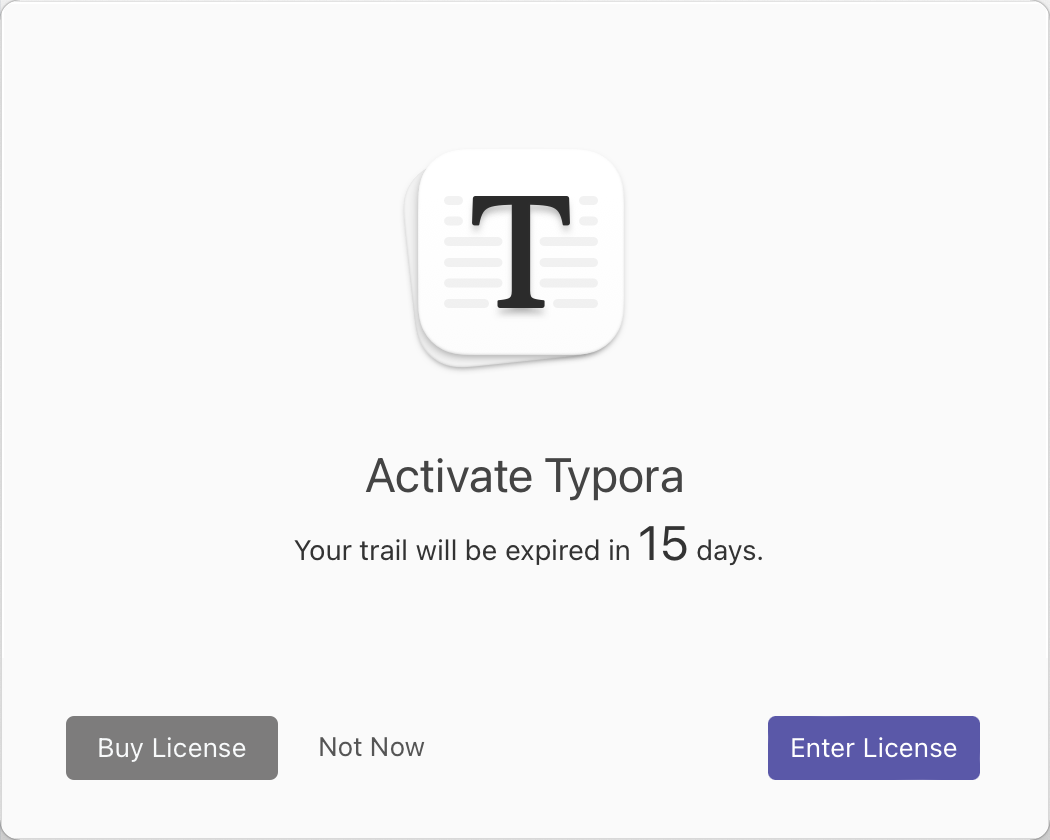 T
Activate Typora
Your trail will be expired in 15 days.
Buy License
Not Now
Enter License